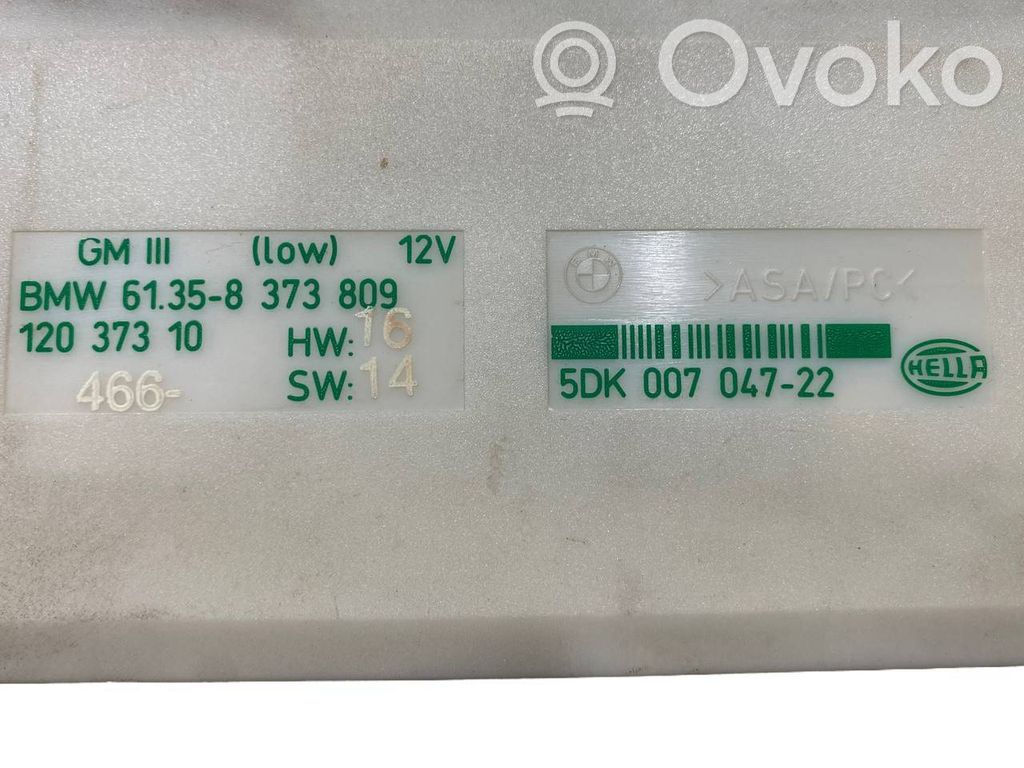 Ovoko
GM III (low) 12V
BMW 61.35-8 373 809
120 373 10 HW: 16
466- SW: 14
BMW
>ASA/PC<
5DK 007 047-22
HELLA